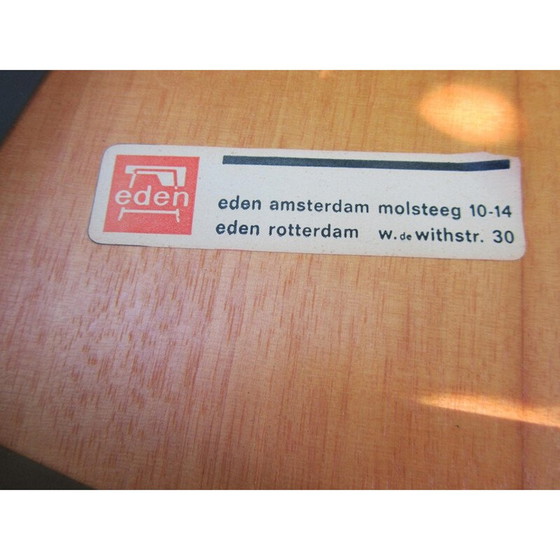 eden
eden amsterdam molsteeg 10-14
eden rotterdam w. de withstr. 30